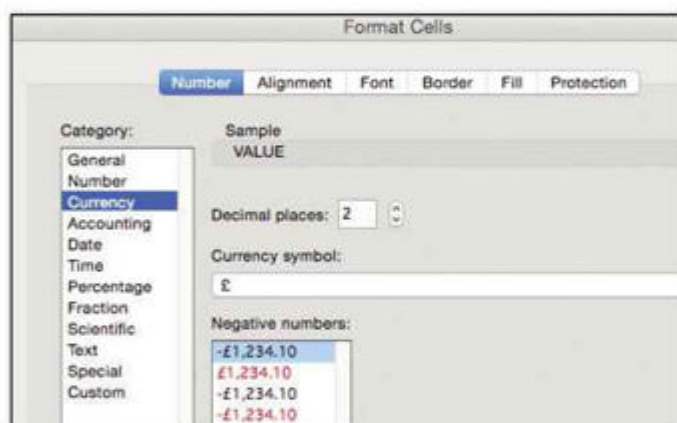 Format Cells
Number Alignment Font Border Fill Protection
Category:
General
Number
Currency
Accounting
Date
Time
Percentage
Fraction
Scientific
Text
Special
Custom
Sample
VALUE
Decimal places: 2
Currency symbol:
£
Negative numbers:
-£1,234.10
£1,234.10
-£1,234.10
-£1,234.10